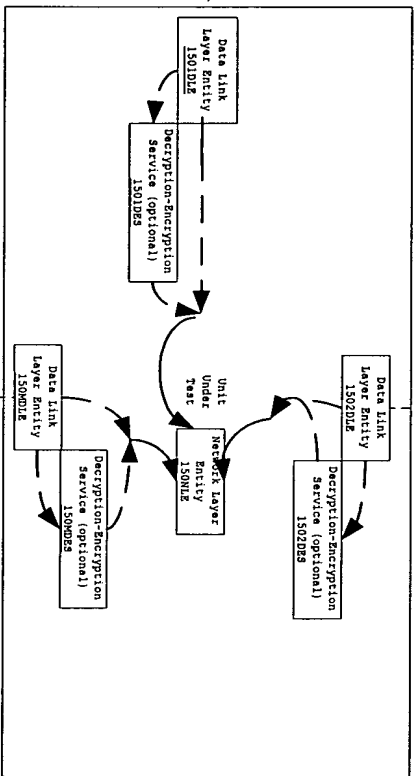 Data Link
Layer Entity
1501DLE
Decryption-Encryption
Service (optional)
1501DES
Unit
Under
Test
Data Link
Layer Entity
1502DLE
Decryption-Encryption
Service (optional)
1502DES
Network Layer
Entity
150NLE
Data Link
Layer Entity
150MDLE
Decryption-Encryption
Service (optional)
150MDES